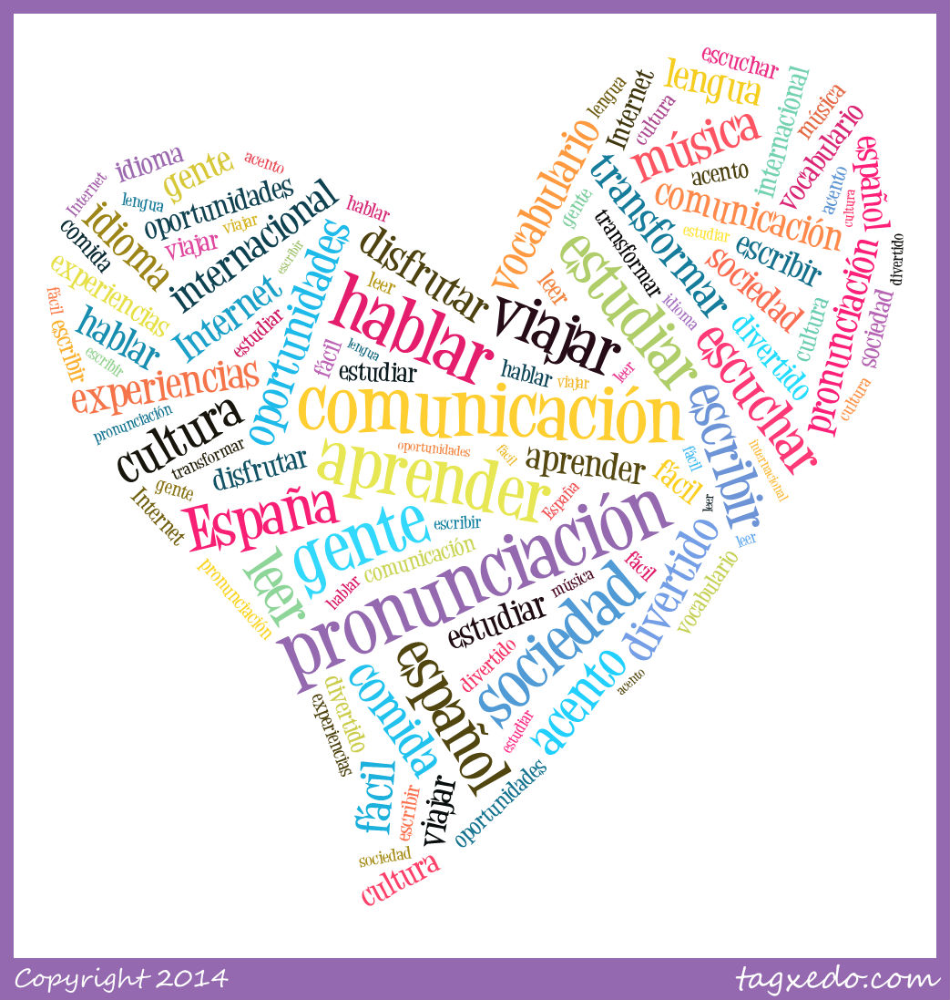 escuchar
lengua
lengua
Internet
cultura
internacional
música
música
vocabulario
vocabulario
acento
español
acento
idioma
gente
acento
Internet
lengua
oportunidades
hablar
viajar
viajar
idioma
comida
internacional
escribir
experiencias
transformar
gente
transformar
comunicación
cultura
estudiar
escribir
divertido
disfrutar
leer
oportunidades
Internet
estudiar
hablar
fácil
escribir
escribir
experiencias
pronunciación
cultura
transformar
hablar
viajar
leer
estudiar
idioma
sociedad
divertido
cultura
pronunciación
sociedad
cultura
escuchar
fácil
lengua
estudiar
hablar
viajar
leer
comunicación
escribir
oportunidades
fácil
aprender
aprender
fácil
fácil
internacional
disfrutar
gente
Internet
España
España
gente
escribir
leer
comunicación
hablar
pronunciación
pronunciación
música
fácil
leer
leer
divertido
vocabulario
estudiar
sociedad
español
divertido
acento
acento
comida
divertido
experiencias
estudiar
fácil
escribir
viajar
oportunidades
sociedad
cultura
Copyright 2014
tagxedo.com